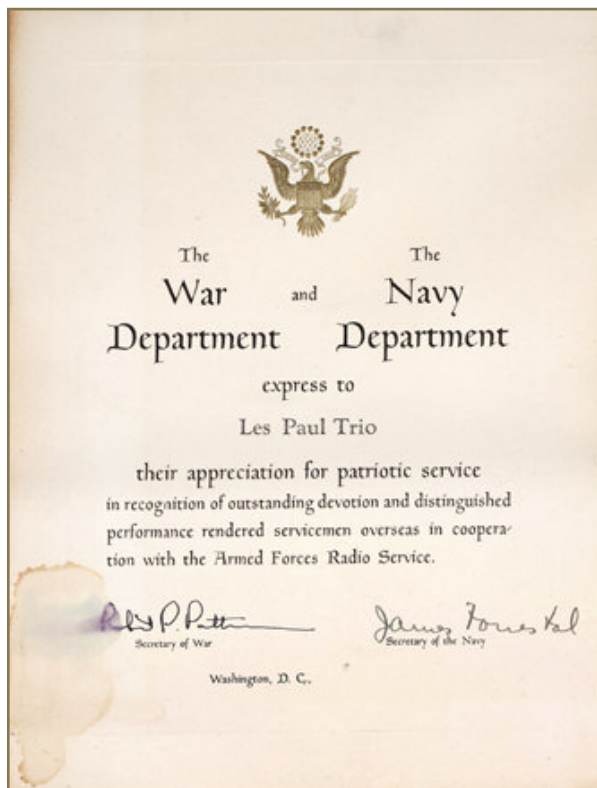 The The
War and Navy
Department Department
express to
Les Paul Trio
their appreciation for patriotic service
in recognition of outstanding devotion and distinguished
performance rendered servicemen overseas in coopera-
tion with the Armed Forces Radio Service.
Robt P. Patterson James Forrestal
Secretary of War Secretary of the Navy
Washington, D. C.,